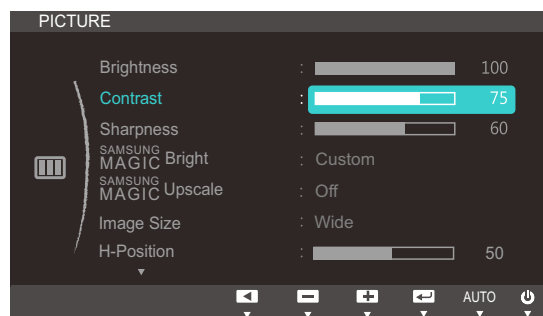 PICTURE
Brightness : 100
Contrast : 75
Sharpness : 60
SAMSUNG MAGIC Bright : Custom
SAMSUNG MAGIC Upscale : Off
Image Size : Wide
H-Position : 50
AUTO